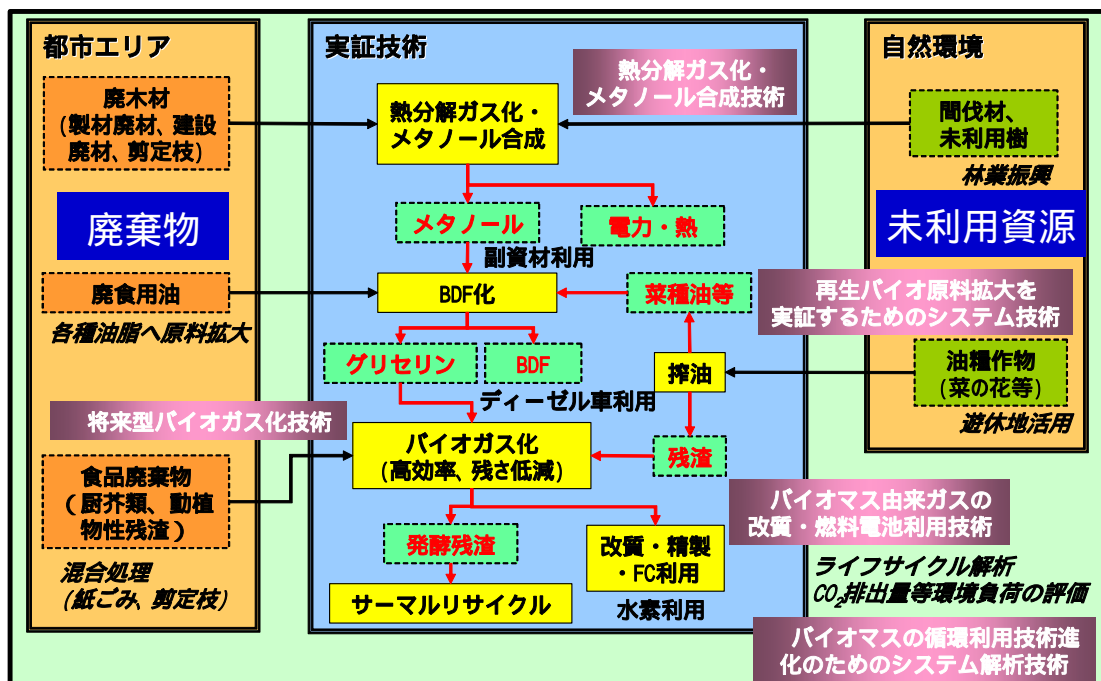 都市エリア
廃木材
(製材廃材、建設
廃材、剪定枝)
廃棄物
廃食用油
各種油脂へ原料拡大
将来型バイオガス化技術
食品廃棄物
(厨芥類、動植
物性残渣)
混合処理
(紙ごみ、剪定枝)
実証技術
熱分解ガス化・
メタノール合成技術
熱分解ガス化・
メタノール合成
メタノール
電力・熱
副資材利用
BDF化
菜種油等
グリセリン
BDF
搾油
ディーゼル車利用
バイオガス化
(高効率、残さ低減)
残渣
発酵残渣
改質・精製
・FC利用
サーマルリサイクル
水素利用
自然環境
間伐材、
未利用樹
林業振興
未利用資源
再生バイオ原料拡大を
実証するためのシステム技術
油糧作物
(菜の花等)
遊休地活用
バイオマス由来ガスの
改質・燃料電池利用技術
ライフサイクル解析
CO₂排出量等環境負荷の評価
バイオマスの循環利用技術進
化のためのシステム解析技術